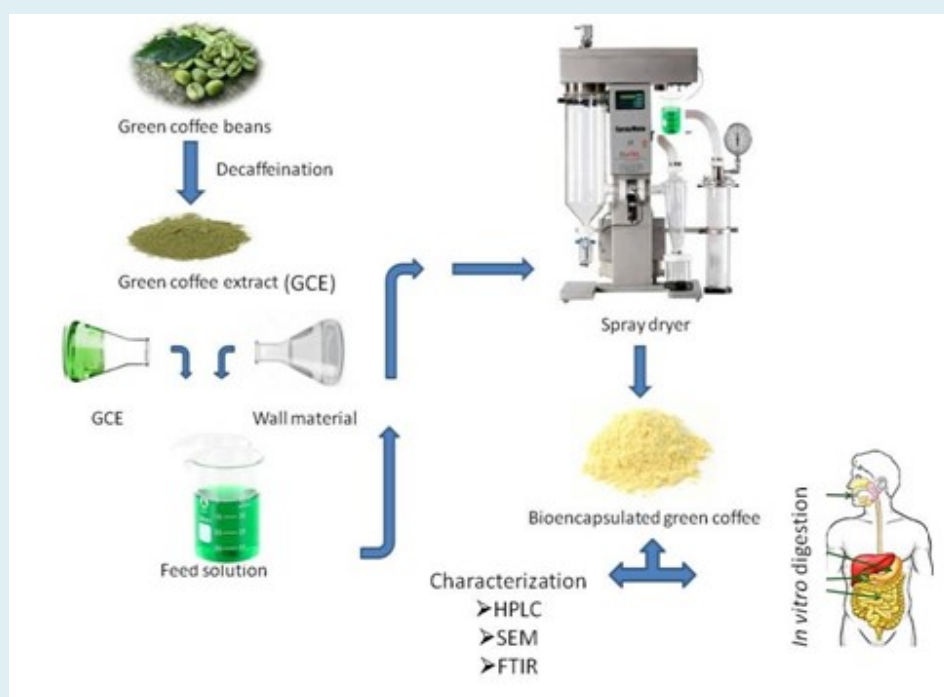 Green coffee beans
Decaffeination
Green coffee extract (GCE)
GCE
Wall material
Feed solution
Spray dryer
Bioencapsulated green coffee
Characterization
➤HPLC
➤SEM
➤FTIR
In vitro digestion